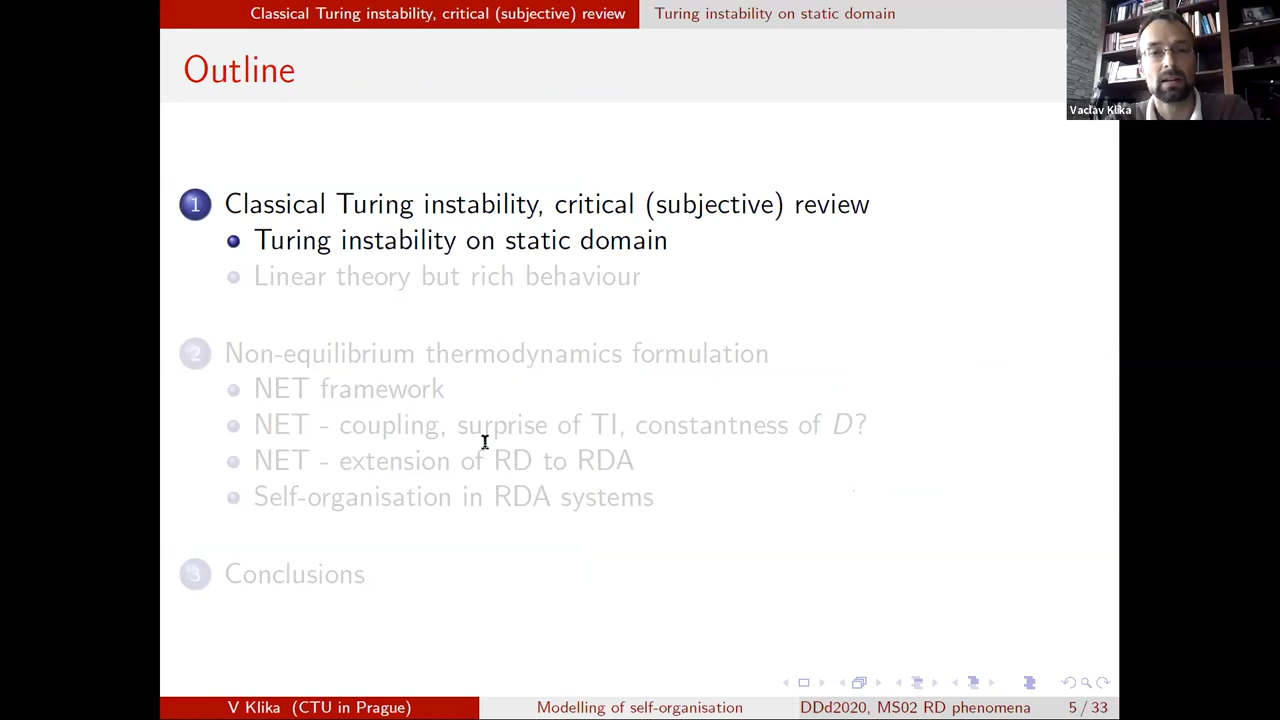 Classical Turing instability, critical (subjective) review Turing instability on static domain
Outline
Vaclav Klika
1 Classical Turing instability, critical (subjective) review
Turing instability on static domain
Linear theory but rich behaviour
2 Non-equilibrium thermodynamics formulation
NET framework
NET - coupling, surprise of TI, constantness of D?
NET - extension of RD to RDA
Self-organisation in RDA systems
3 Conclusions
V Klika (CTU in Prague) Modelling of self-organisation DDd2020, MS02 RD phenomena 5 / 33